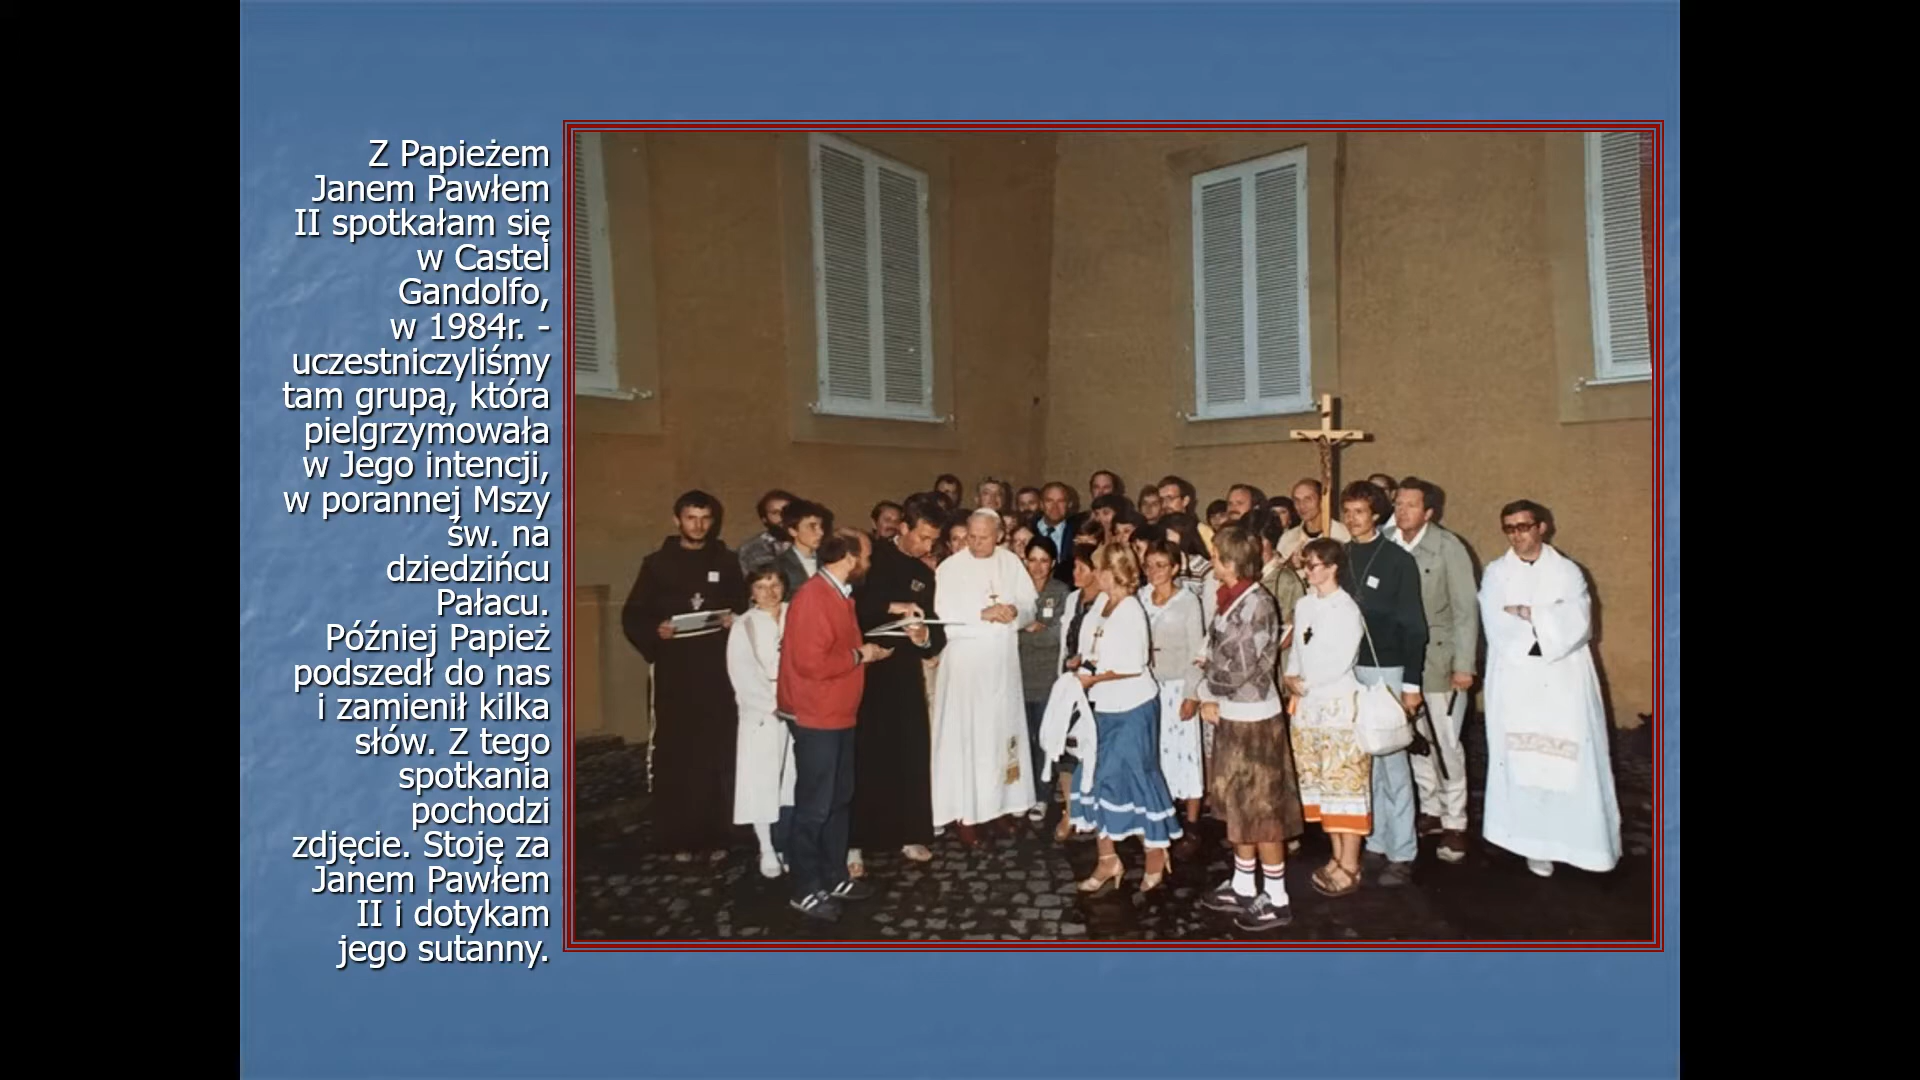 Z Papieżem
Janem Pawłem
II spotkałam się
w Castel
Gandolfo,
w 1984r. -
uczestniczyliśmy
tam grupą, która
pielgrzymowała
w Jego intencji,
w porannej Mszy
św. na
dziedzińcu
Pałacu.
Później Papież
podszedł do nas
i zamienił kilka
słów. Z tego
spotkania
pochodzi
zdjęcie. Stoję za
Janem Pawłem
II i dotykam
jego sutanny.